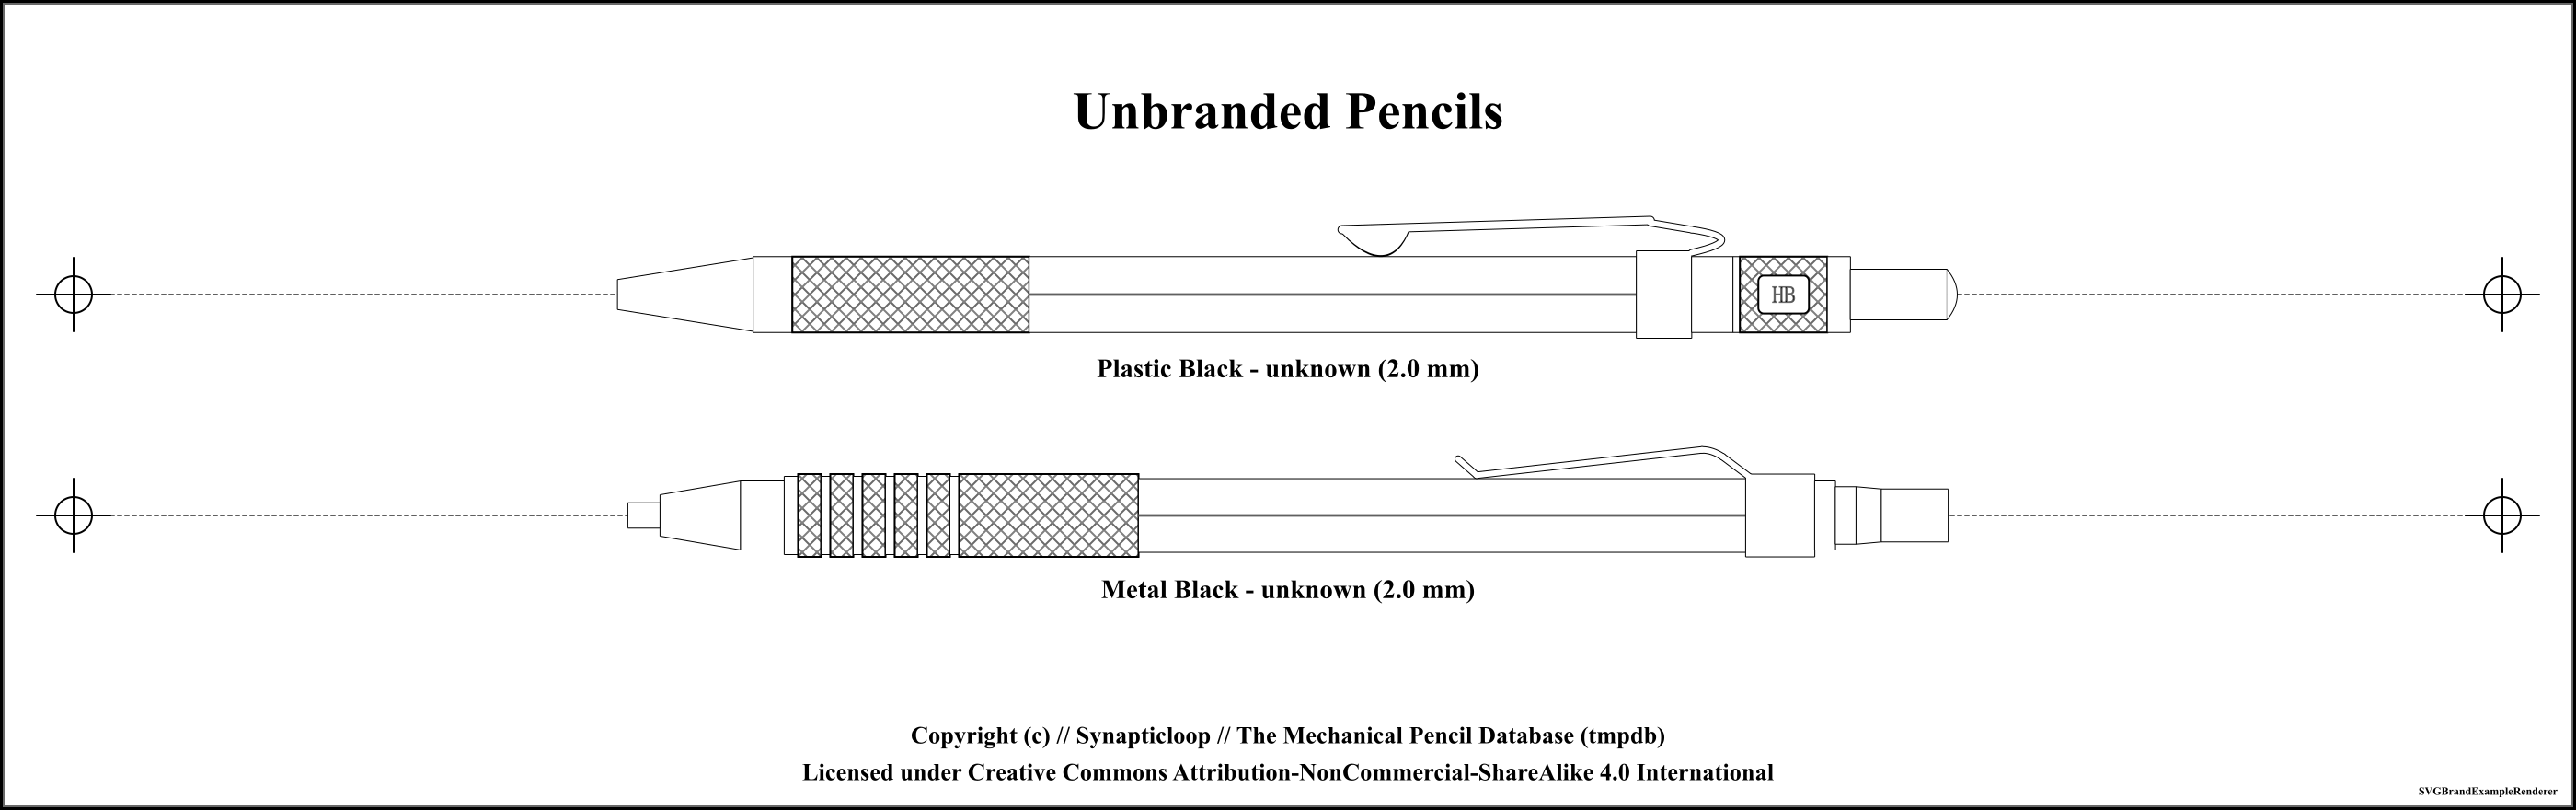 Unbranded Pencils
HB
Plastic Black - unknown (2.0 mm)
Metal Black - unknown (2.0 mm)
Copyright (c) // Synapticloop // The Mechanical Pencil Database (tmpdb)
Licensed under Creative Commons Attribution-NonCommercial-ShareAlike 4.0 International
SVGBrandExampleRenderer